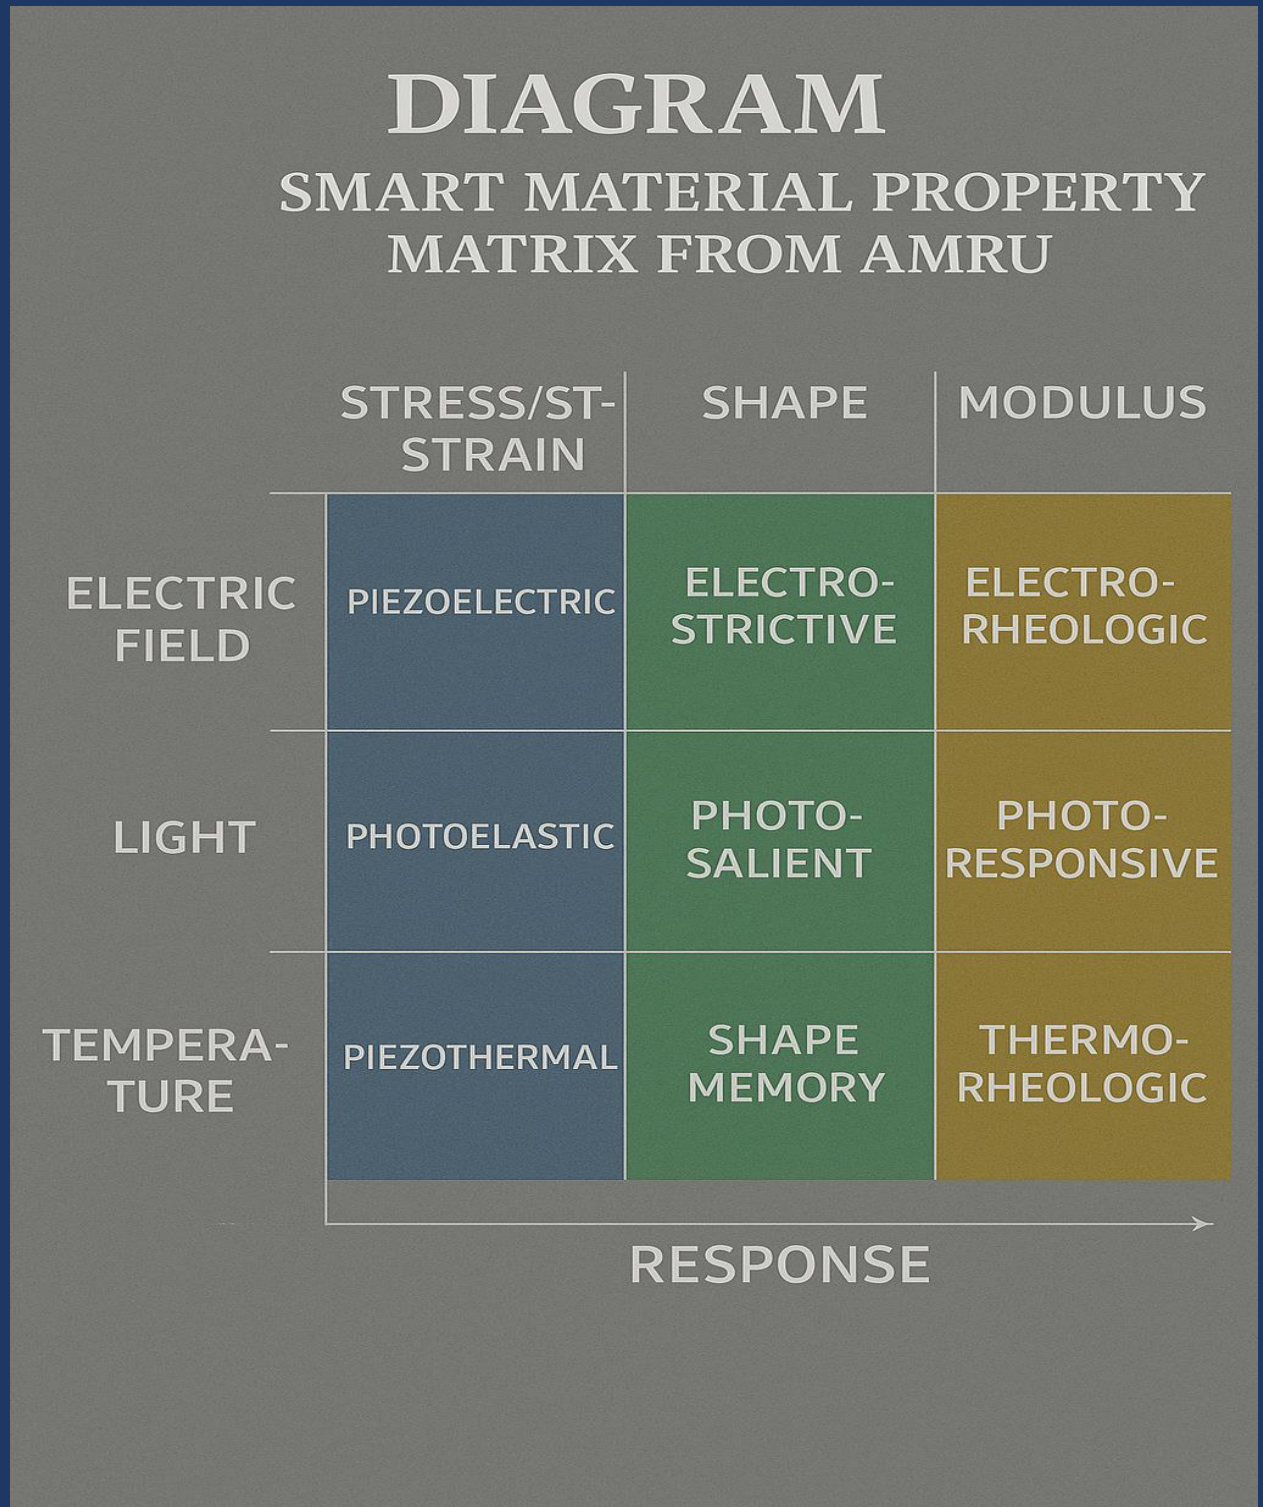 DIAGRAM
SMART MATERIAL PROPERTY
MATRIX FROM AMRU
STRESS/ST-
STRAIN
SHAPE
MODULUS
ELECTRIC
FIELD
PIEZOELECTRIC
ELECTRO-
STRICTIVE
ELECTRO-
RHEOLOGIC
LIGHT
PHOTOELASTIC
PHOTO-
SALIENT
PHOTO-
RESPONSIVE
TEMPERA-
TURE
PIEZOTHERMAL
SHAPE
MEMORY
THERMO-
RHEOLOGIC
RESPONSE